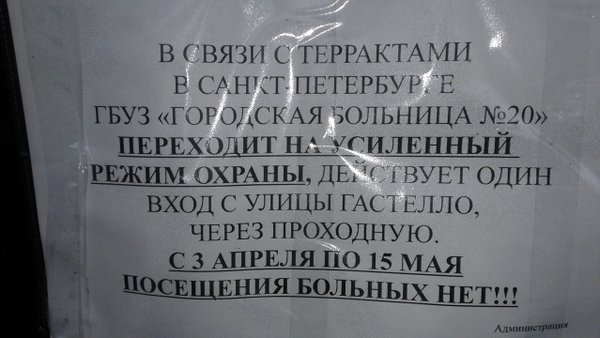 В СВЯЗИ С ТЕРРАКТАМИ
В САНКТ-ПЕТЕРБУРГЕ
ГБУЗ «ГОРОДСКАЯ БОЛЬНИЦА №20»
ПЕРЕХОДИТ НА УСИЛЕННЫЙ
РЕЖИМ ОХРАНЫ, ДЕЙСТВУЕТ ОДИН
ВХОД С УЛИЦЫ ГАСТЕЛЛО,
ЧЕРЕЗ ПРОХОДНУЮ.
С 3 АПРЕЛЯ ПО 15 МАЯ
ПОСЕЩЕНИЯ БОЛЬНЫХ НЕТ!!!
Администрация